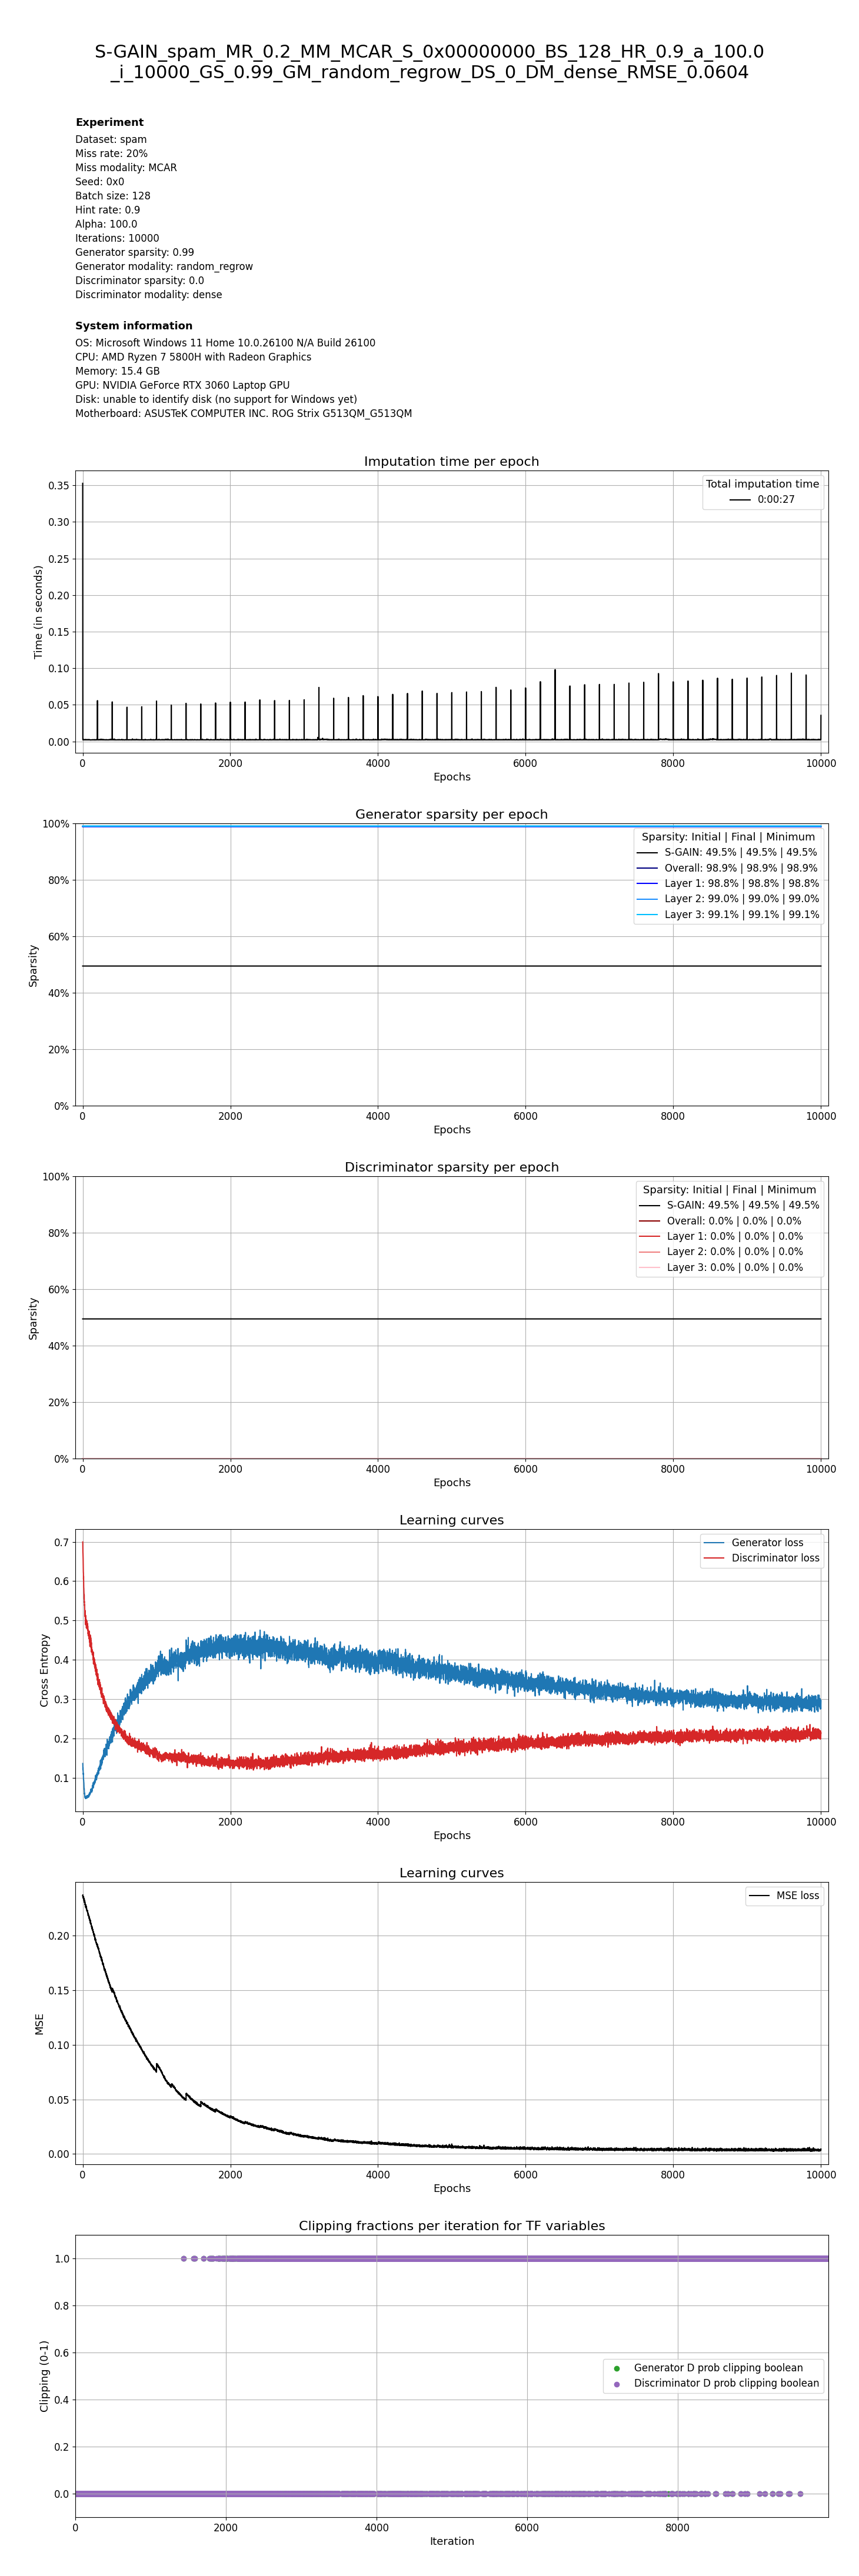 S-GAIN_spam_MR_0.2_MM_MCAR_S_0x00000000_BS_128_HR_0.9_a_100.0
_i_10000_GS_0.99_GM_random_regrow_DS_0_DM_dense_RMSE_0.0604
Experiment
Dataset: spam
Miss rate: 20%
Miss modality: MCAR
Seed: 0x0
Batch size: 128
Hint rate: 0.9
Alpha: 100.0
Iterations: 10000
Generator sparsity: 0.99
Generator modality: random_regrow
Discriminator sparsity: 0.0
Discriminator modality: dense
System information
OS: Microsoft Windows 11 Home 10.0.26100 N/A Build 26100
CPU: AMD Ryzen 7 5800H with Radeon Graphics
Memory: 15.4 GB
GPU: NVIDIA GeForce RTX 3060 Laptop GPU
Disk: unable to identify disk (no support for Windows yet)
Motherboard: ASUSTeK COMPUTER INC. ROG Strix G513QM_G513QM
Imputation time per epoch
Total imputation time
0:00:27
0.35
0.30
0.25
0.20
0.15
0.10
0.05
0.00
Time (in seconds)
0 2000 4000 6000 8000 10000
Epochs
Generator sparsity per epoch
Sparsity: Initial | Final | Minimum
S-GAIN: 49.5% | 49.5% | 49.5%
Overall: 98.9% | 98.9% | 98.9%
Layer 1: 98.8% | 98.8% | 98.8%
Layer 2: 99.0% | 99.0% | 99.0%
Layer 3: 99.1% | 99.1% | 99.1%
100%
80%
60%
40%
20%
0%
Sparsity
0 2000 4000 6000 8000 10000
Epochs
Discriminator sparsity per epoch
Sparsity: Initial | Final | Minimum
S-GAIN: 49.5% | 49.5% | 49.5%
Overall: 0.0% | 0.0% | 0.0%
Layer 1: 0.0% | 0.0% | 0.0%
Layer 2: 0.0% | 0.0% | 0.0%
Layer 3: 0.0% | 0.0% | 0.0%
100%
80%
60%
40%
20%
0%
Sparsity
0 2000 4000 6000 8000 10000
Epochs
Learning curves
Generator loss
Discriminator loss
0.7
0.6
0.5
0.4
0.3
0.2
0.1
Cross Entropy
0 2000 4000 6000 8000 10000
Epochs
Learning curves
MSE loss
0.20
0.15
0.10
0.05
0.00
MSE
0 2000 4000 6000 8000 10000
Epochs
Clipping fractions per iteration for TF variables
1.0
0.8
0.6
0.4
0.2
0.0
Clipping (0-1)
Generator D prob clipping boolean
Discriminator D prob clipping boolean
0 2000 4000 6000 8000
Iteration